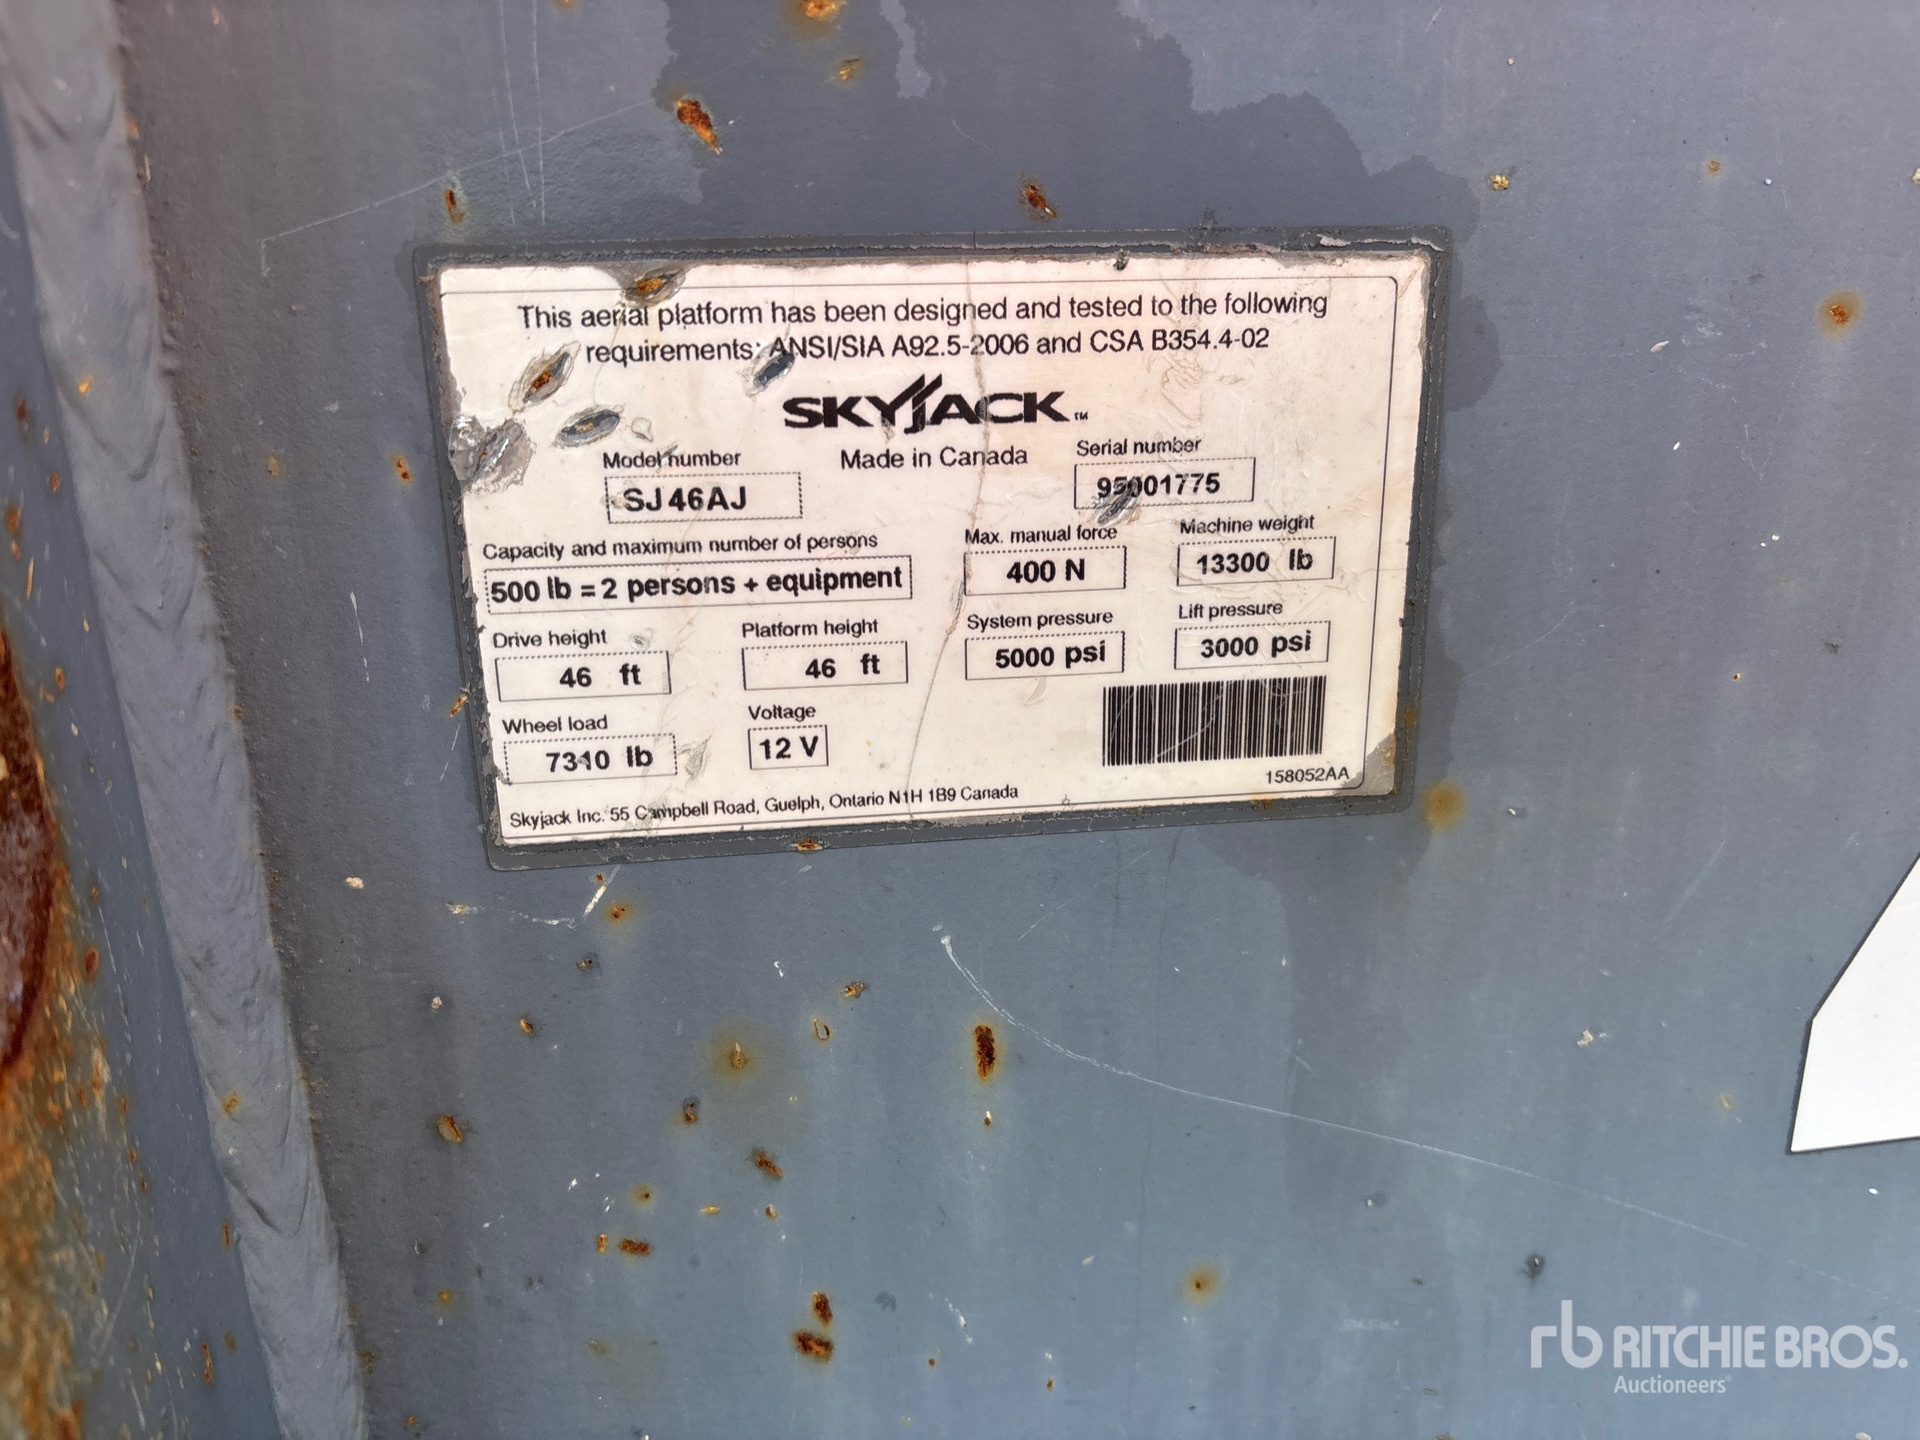 This aerial platform has been designed and tested to the following
requirements: ANSI/SIA A92.5-2006 and CSA B354.4-02
SKYJACK™
Made in Canada
Model number
SJ46AJ
Serial number
95001775
Capacity and maximum number of persons
500 lb = 2 persons + equipment
Max. manual force
400 N
Machine weight
13300 lb
Drive height
46 ft
Platform height
46 ft
System pressure
5000 psi
Lift pressure
3000 psi
Wheel load
7310 lb
Voltage
12 V
158052AA
Skyjack Inc. 55 Campbell Road, Guelph, Ontario N1H 1B9 Canada
rb RITCHIE BROS.
Auctioneers